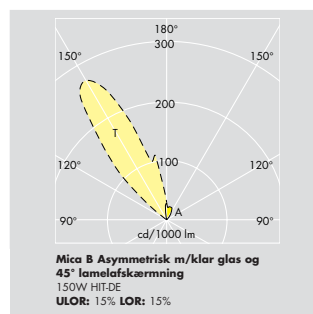 180°
300
150° 150°
200
T
120° 100 120°
A
90° 90°
cd/1000 lm
Mica B Asymmetrisk m/klar glas og
45° lamelafskærmning
150W HIT-DE
ULOR: 15% LOR: 15%